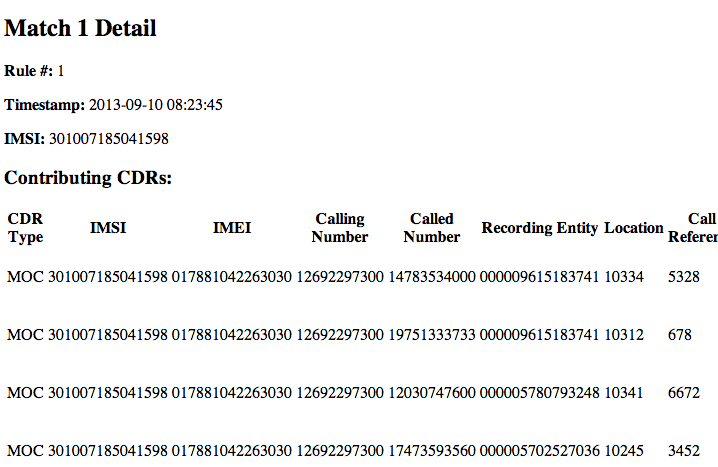 Match 1 Detail
Rule #: 1
Timestamp: 2013-09-10 08:23:45
IMSI: 301007185041598
Contributing CDRs:
CDR Type IMSI IMEI Calling Number Called Number Recording Entity Location Call Referen
MOC 301007185041598 017881042263030 12692297300 14783534000 000009615183741 10334 5328
MOC 301007185041598 017881042263030 12692297300 19751333733 000009615183741 10312 678
MOC 301007185041598 017881042263030 12692297300 12030747600 000005780793248 10341 6672
MOC 301007185041598 017881042263030 12692297300 17473593560 000005702527036 10245 3452